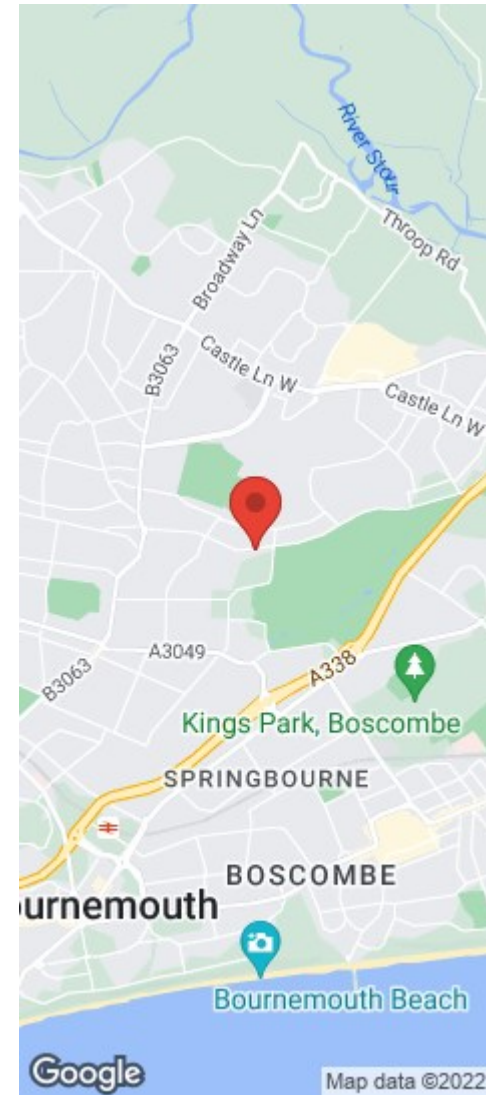 River Stour
Throop Rd
Broadway Ln
Castle Ln W
B3063
Castle Ln W
A3049
A338
B3063
Kings Park, Boscombe
SPRINGBOURNE
BOSCOMBE
urnemouth
Bournemouth Beach
Google
Map data ©2022